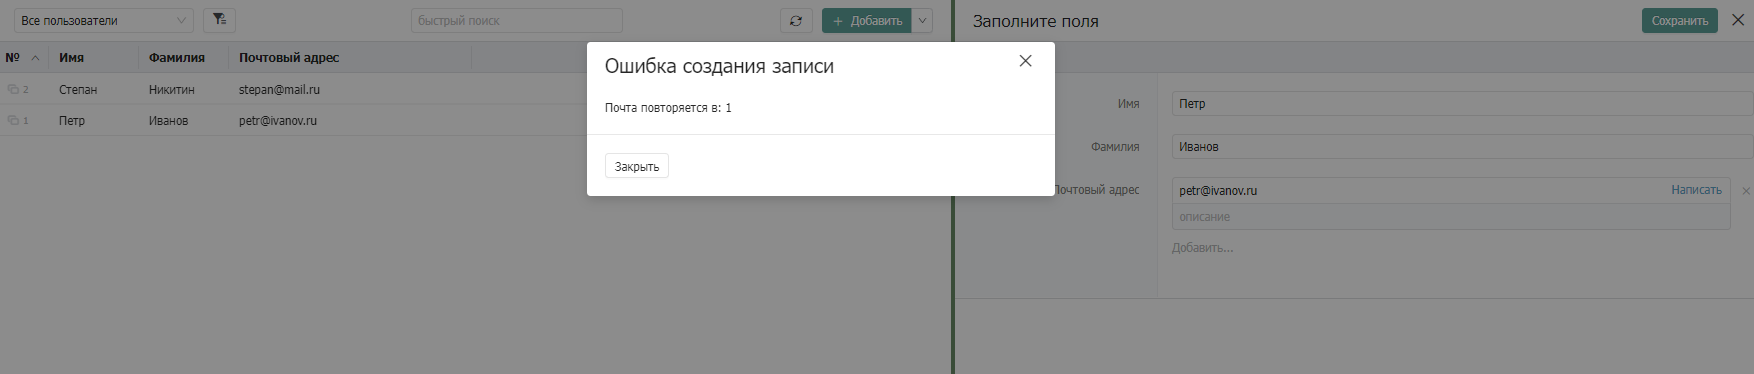 Все пользователи
быстрый поиск
Добавить
Заполните поля
Сохранить
№ Имя Фамилия Почтовый адрес
2 Степан Никитин stepan@mail.ru
1 Петр Иванов petr@ivanov.ru
Ошибка создания записи
Почта повторяется в: 1
Закрыть
Имя Петр
Фамилия Иванов
Почтовый адрес petr@ivanov.ru Написать
описание
Добавить...